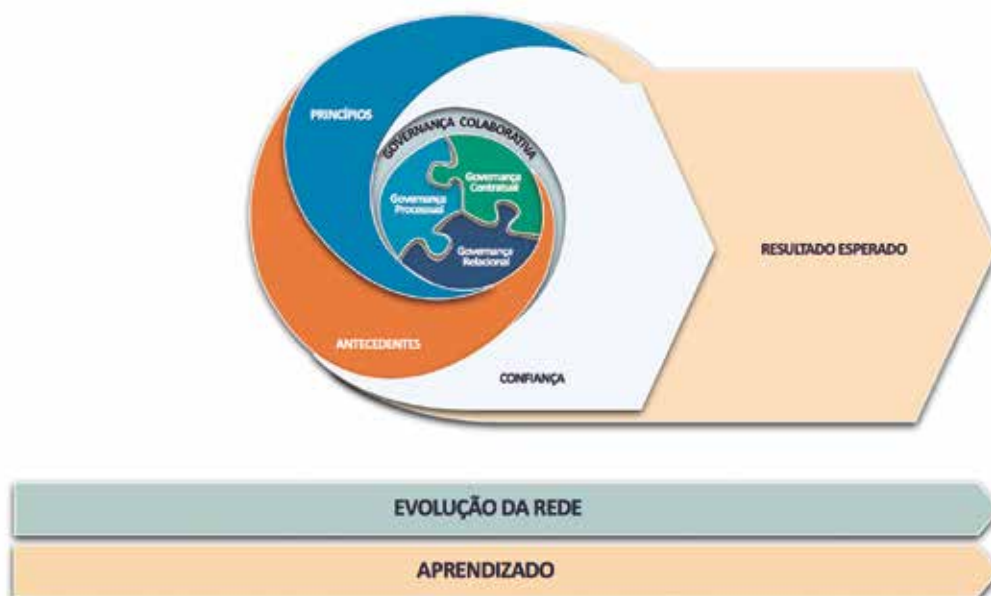 PRINCÍPIOS
GOVERNANÇA COLABORATIVA
Governança
Contratual
Governança
Processual
Governança
Relacional
RESULTADO ESPERADO
ANTECEDENTES
CONFIANÇA
EVOLUÇÃO DA REDE
APRENDIZADO